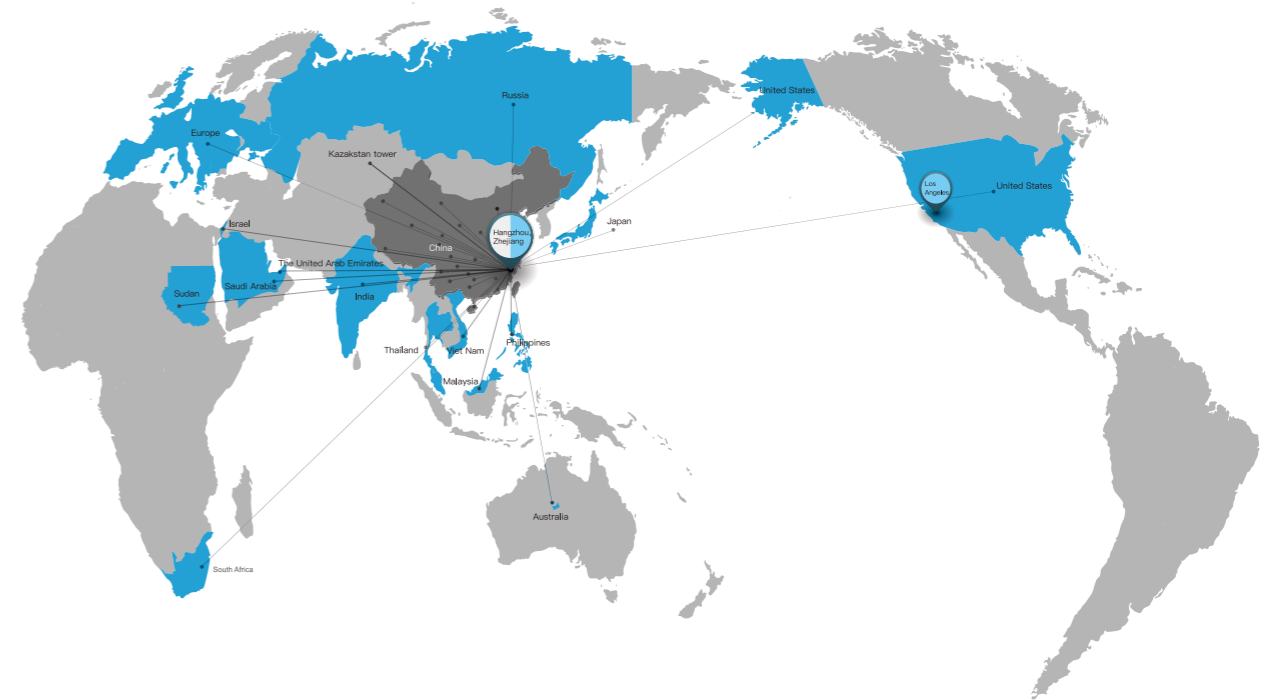 United States
Russia
Europe
Kazakstan tower
Los
Angeles
United States
Israel
Japan
Hangzhou,
Zhejiang
China
The United Arab Emirates
Saudi Arabia
Sudan
India
Thailand
Viet Nam
Philippines
Malaysia
Australia
South Africa